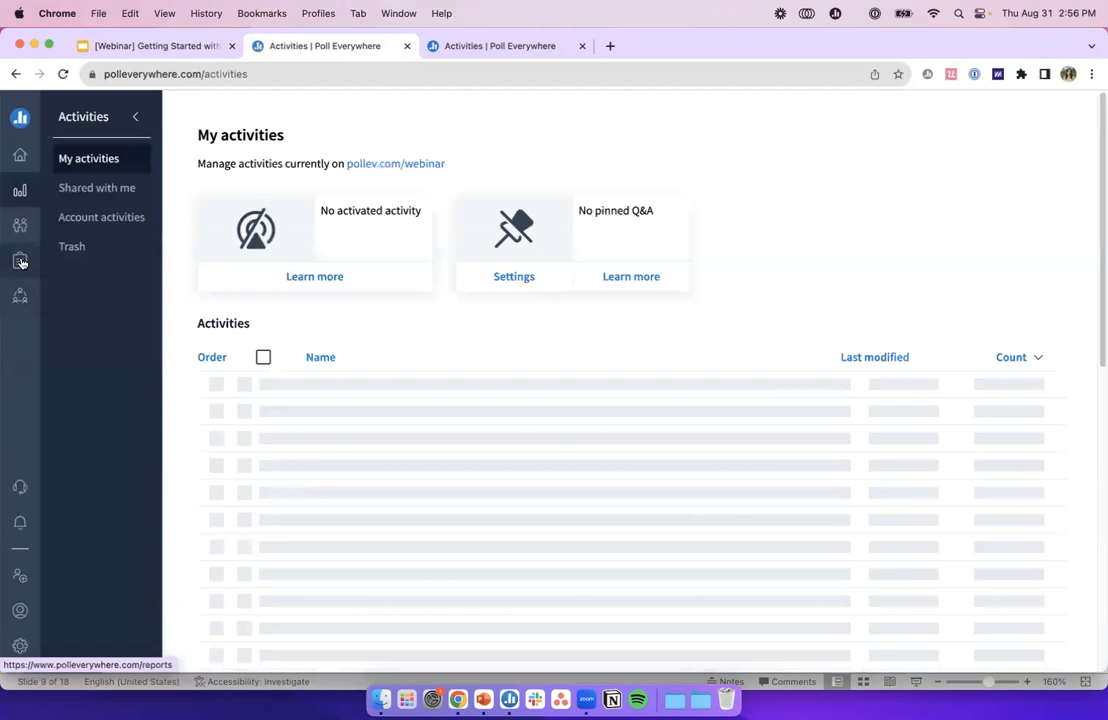 Chrome File Edit View History Bookmarks Profiles Tab Window Help Thu Aug 31 2:56 PM
[Webinar] Getting Started with Activities | Poll Everywhere Activities | Poll Everywhere
polleverywhere.com/activities
Activities
My activities
Shared with me
Account activities
Trash
My activities
Manage activities currently on pollev.com/webinar
No activated activity
Learn more
No pinned Q&A
Settings Learn more
Activities
Order Name Last modified Count
https://www.polleverywhere.com/reports
Slide 9 of 18 English (United States) Accessibility: Investigate Notes Comments 160%
zoom